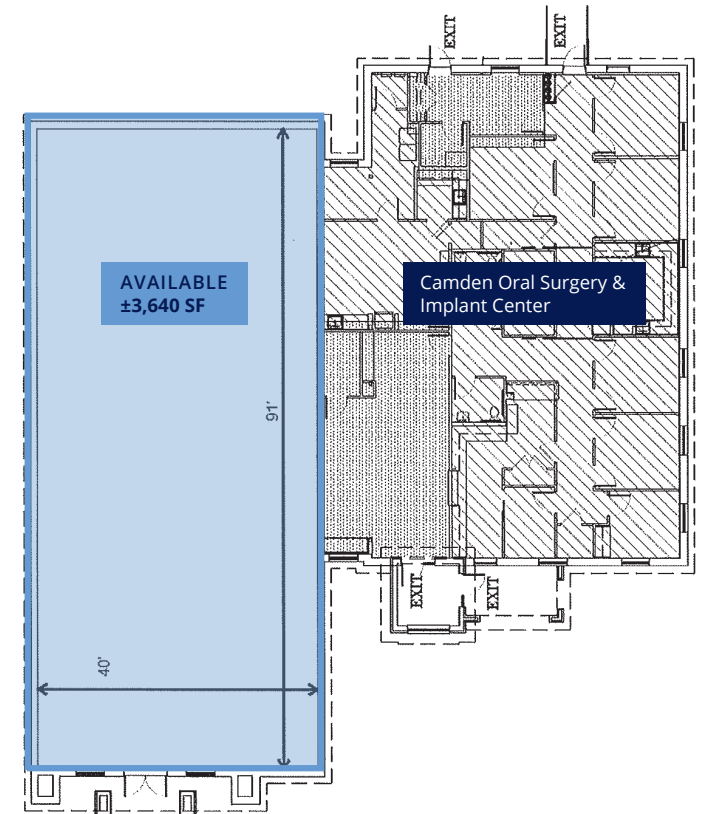 EXIT
EXIT
AVAILABLE
±3,640 SF
Camden Oral Surgery &
Implant Center
91'
40'
EXIT
EXIT